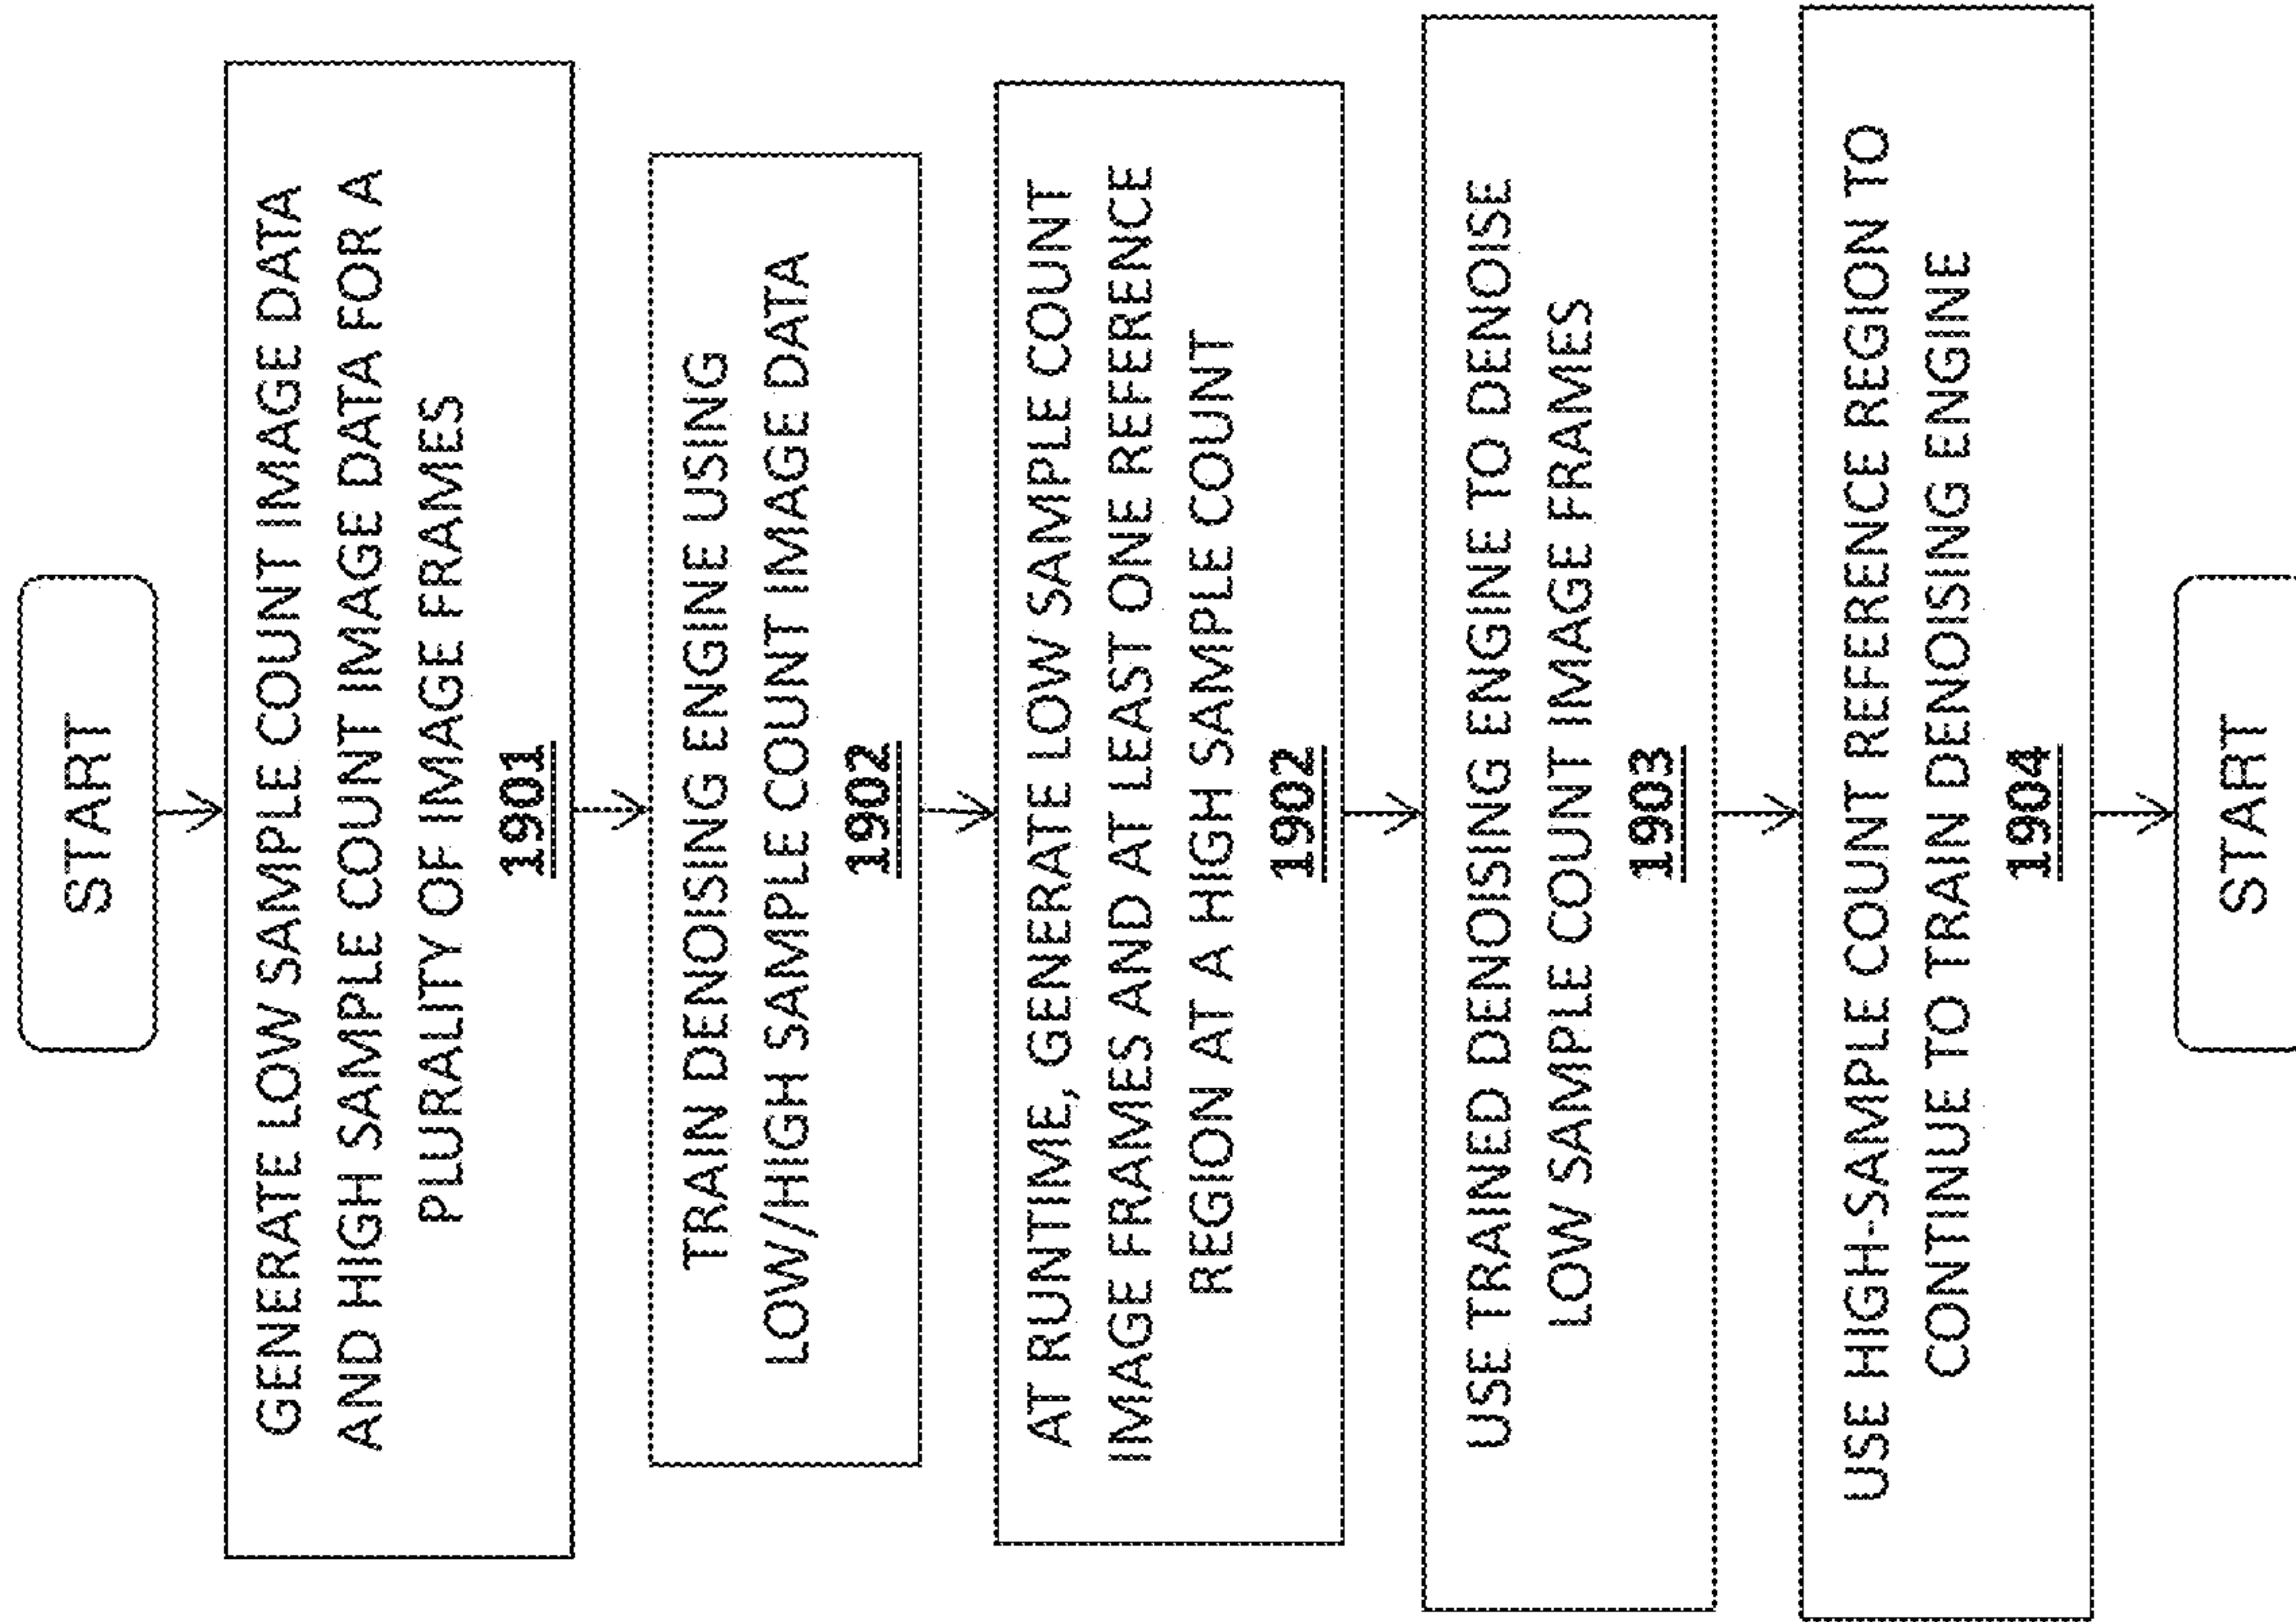 START
GENERATE LOW SAMPLE COUNT IMAGE DATA
AND HIGH SAMPLE COUNT IMAGE DATA FOR A
PLURALITY OF IMAGE FRAMES
1901
TRAIN DENOISING ENGINE USING
LOW/HIGH SAMPLE COUNT IMAGE DATA
1902
AT RUNTIME, GENERATE LOW SAMPLE COUNT
IMAGE FRAMES AND AT LEAST ONE REFERENCE
REGION AT A HIGH SAMPLE COUNT
1902
USE TRAINED DENOISING ENGINE TO DENOISE
LOW SAMPLE COUNT IMAGE FRAMES
1903
USE HIGH-SAMPLE COUNT REFERENCE REGION TO
CONTINUE TO TRAIN DENOISING ENGINE
1904
START